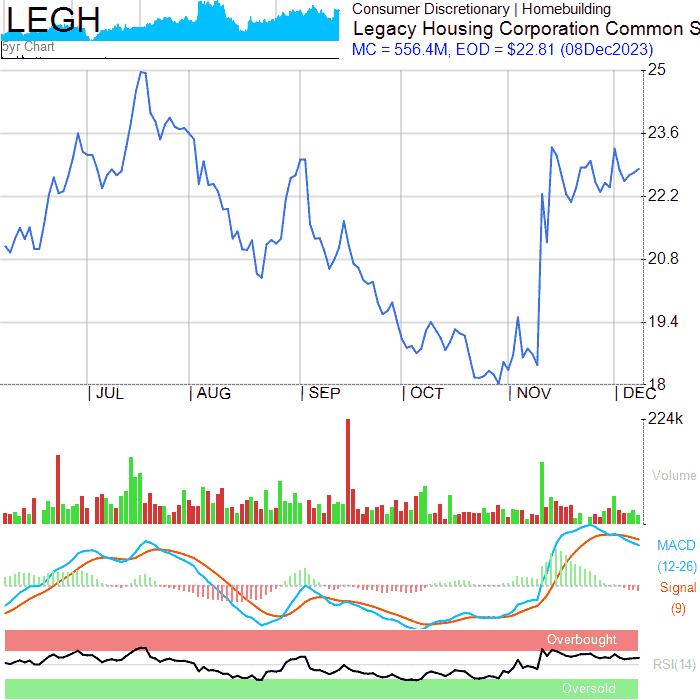 LEGH
5yr Chart
Consumer Discretionary | Homebuilding
Legacy Housing Corporation Common S
MC = 556.4M, EOD = $22.81 (08Dec2023)
25
23.6
22.2
20.8
19.4
18
JUL AUG SEP OCT NOV DEC
224k
Volume
MACD
(12-26)
Signal
(9)
Overbought
RSI(14)
Oversold